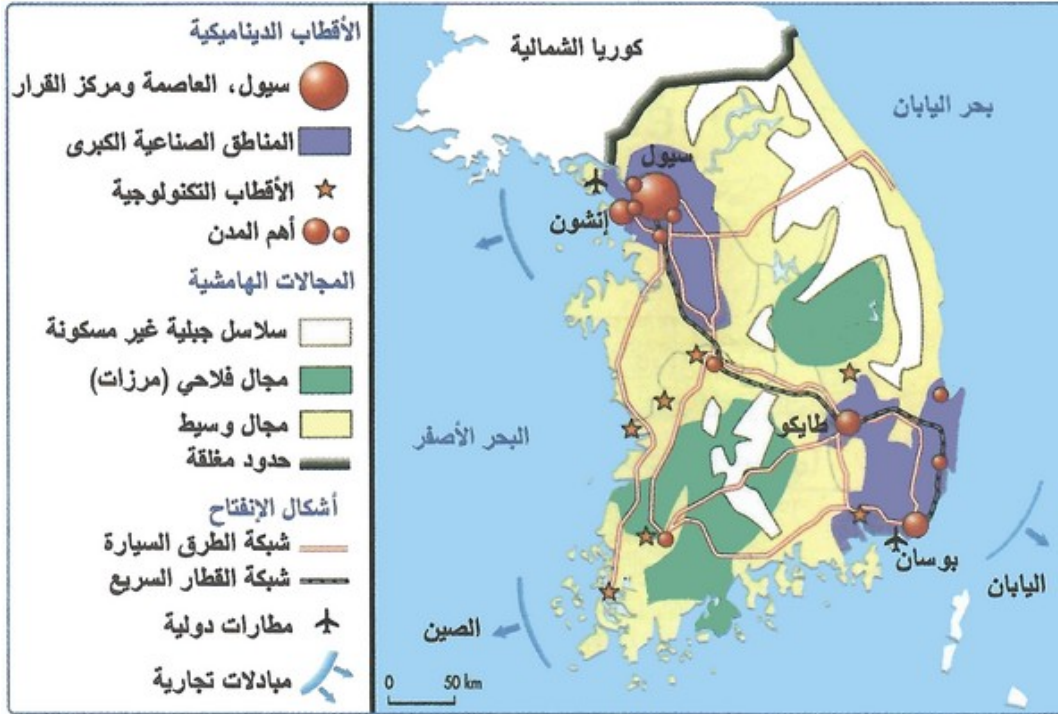 الأقطاب الديناميكية
سيول، العاصمة ومركز القرار
المناطق الصناعية الكبرى
الأقطاب التكنولوجية
أهم المدن
المجالات الهامشية
سلاسل جبلية غير مسكونة
مجال فلاحي (مرزات)
مجال وسيط
حدود مغلقة
أشكال الإنفتاح
شبكة الطرق السيارة
شبكة القطار السريع
مطارات دولية
مبادلات تجارية
كوريا الشمالية
بحر اليابان
سيول
إنتشون
طايكو
البحر الأصفر
بوسان
اليابان
الصين
0 50 km